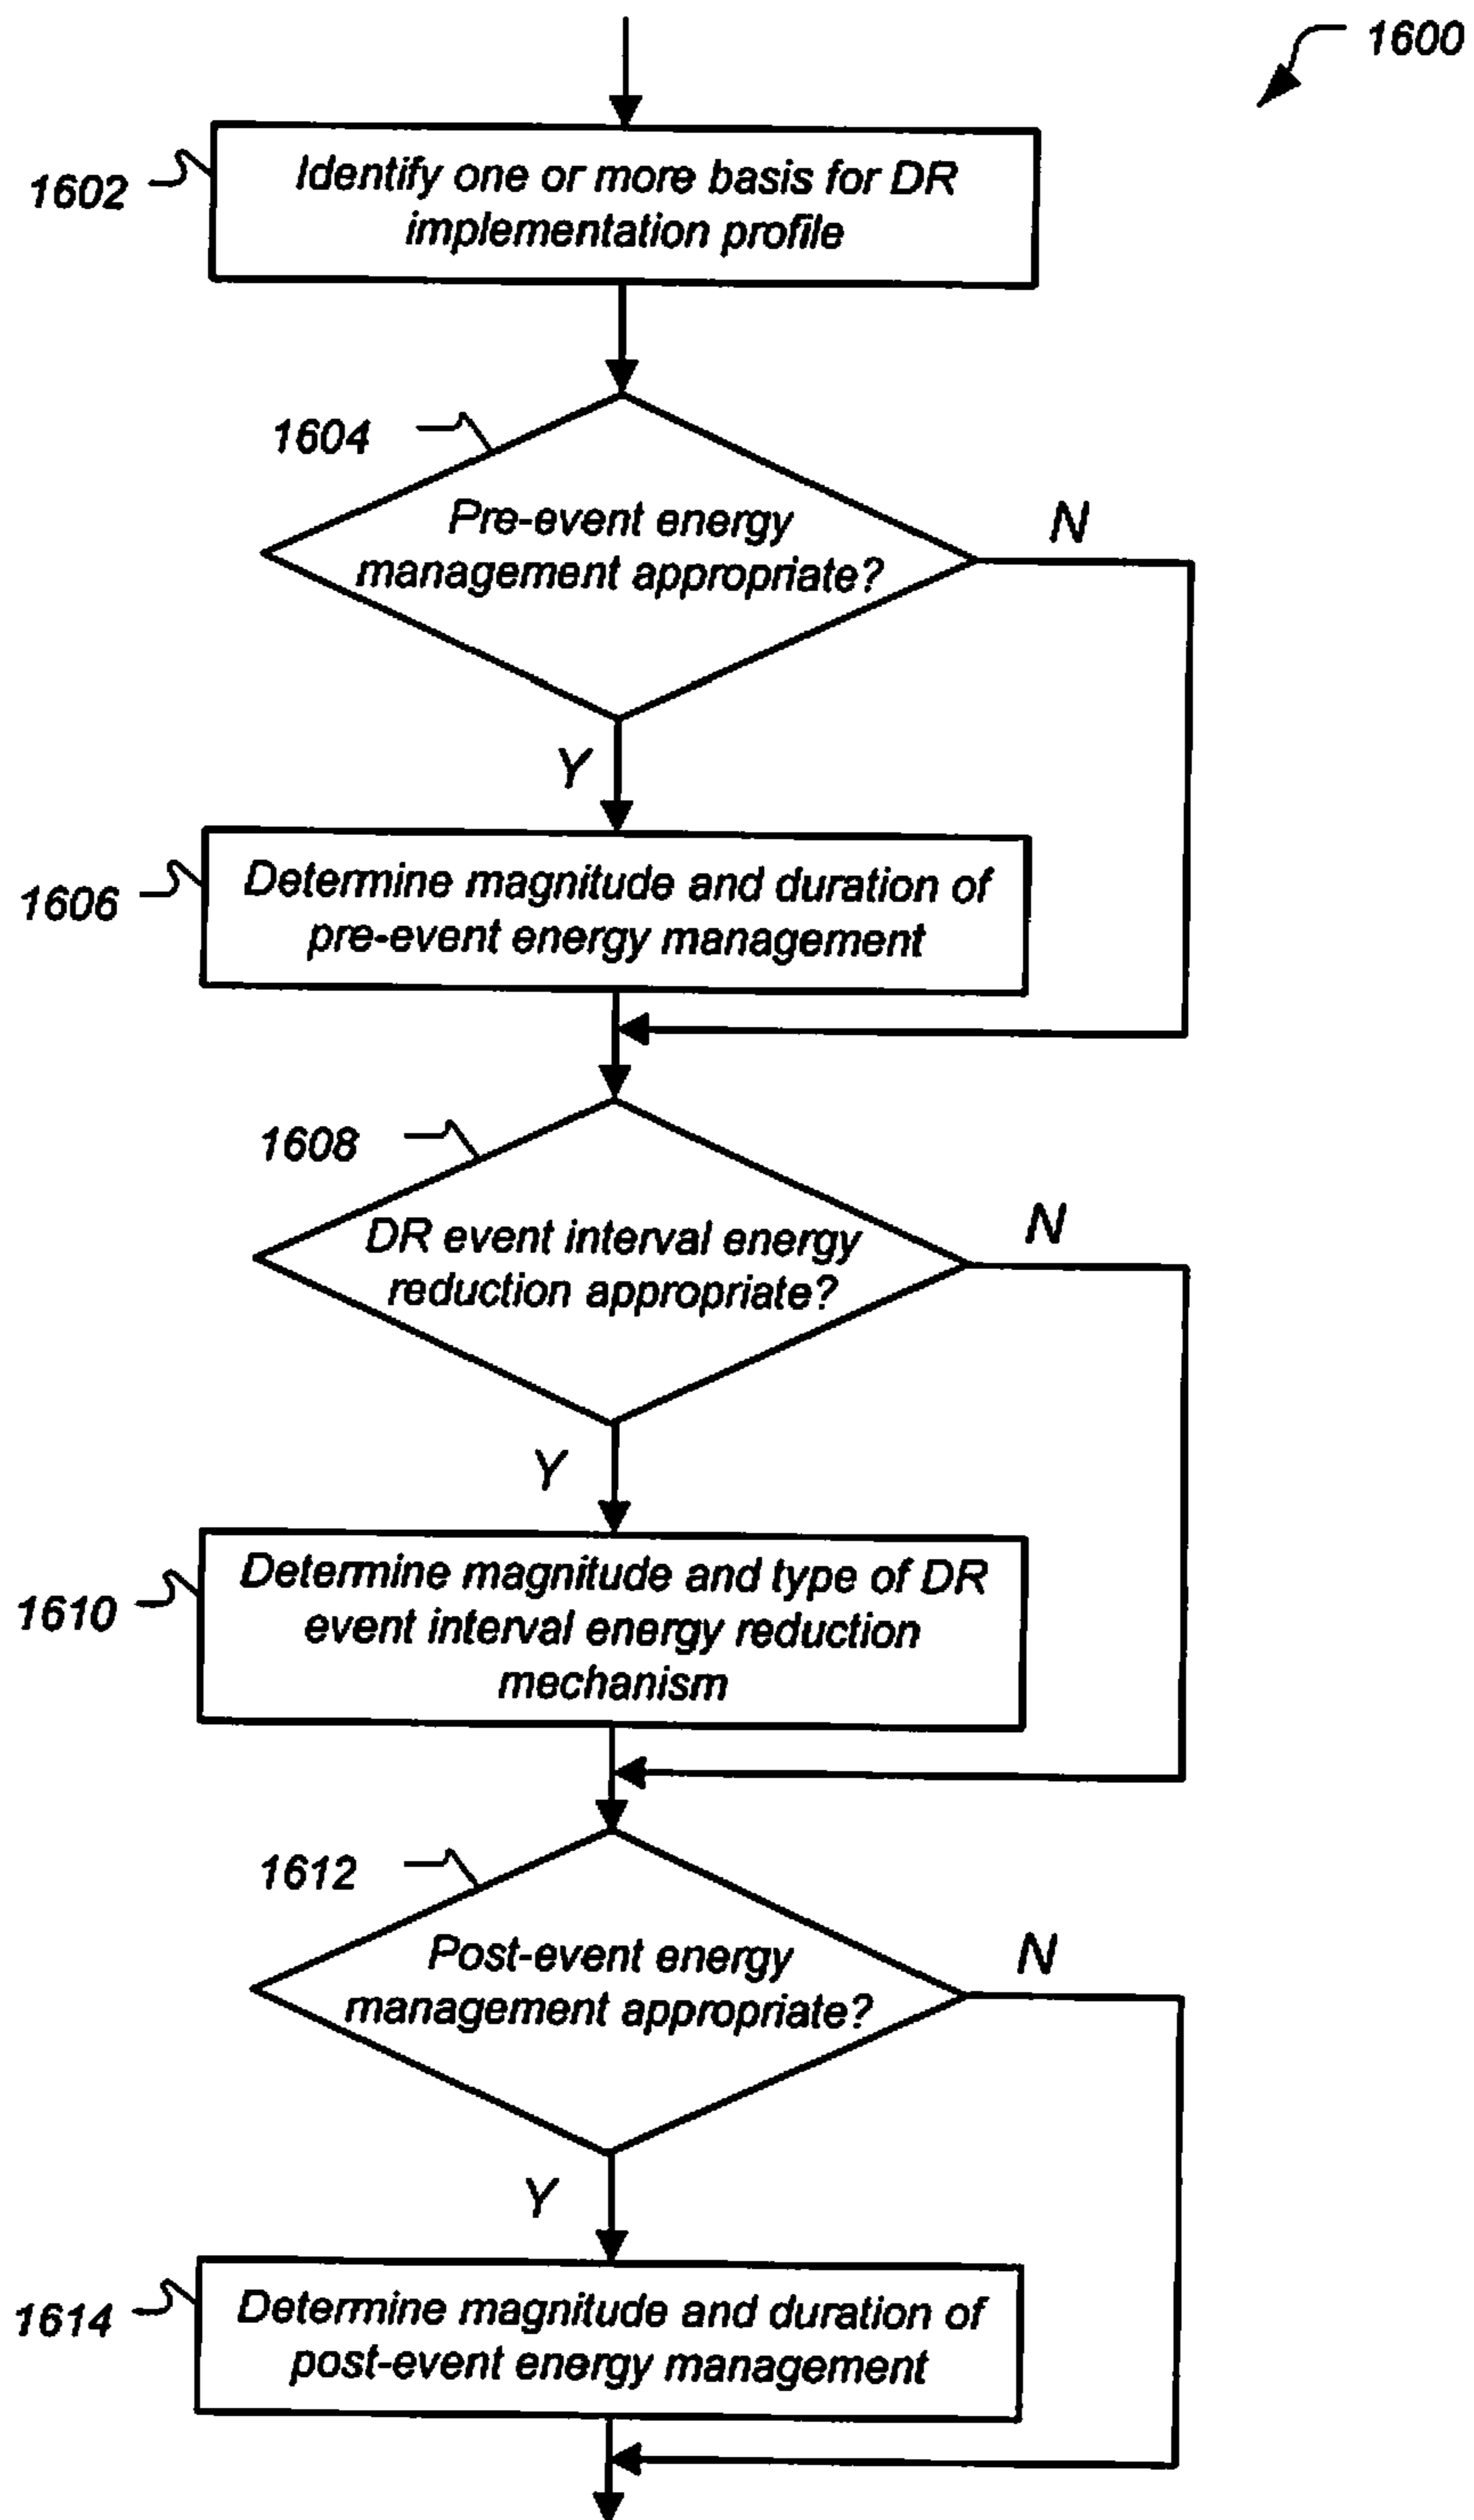 1600
1602
Identify one or more basis for DR
implementation profile
1604
Pre-event energy
management appropriate?
N
Y
1606
Determine magnitude and duration of
pre-event energy management
1608
DR event interval energy
reduction appropriate?
N
Y
1610
Determine magnitude and type of DR
event interval energy reduction
mechanism
1612
Post-event energy
management appropriate?
N
Y
1614
Determine magnitude and duration of
post-event energy management